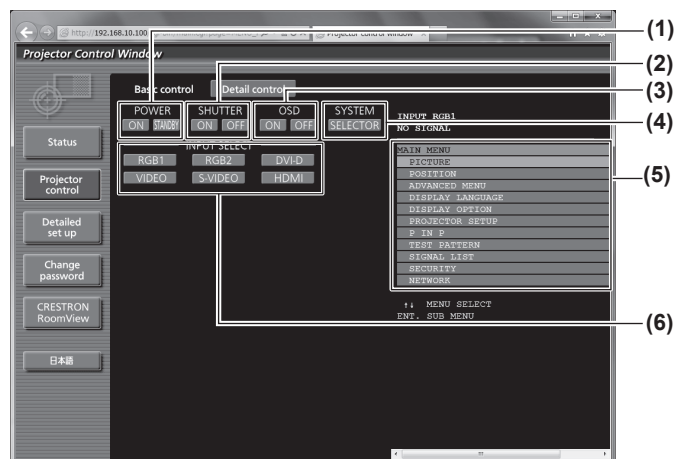 http://192.168.10.100
Projector Control Window
(1)
(2)
(3)
(4)
(5)
(6)
Basic control
Detail control
POWER
ON STANDBY
SHUTTER
ON OFF
OSD
ON OFF
SYSTEM
SELECTOR
INPUT SELECT
RGB1 RGB2 DVI-D
VIDEO S-VIDEO HDMI
Status
Projector
control
Detailed
set up
Change
password
CRESTRON
RoomView
日本語
INPUT RGB1
NO SIGNAL
MAIN MENU
PICTURE
POSITION
ADVANCED MENU
DISPLAY LANGUAGE
DISPLAY OPTION
PROJECTOR SETUP
P IN P
TEST PATTERN
SIGNAL LIST
SECURITY
NETWORK
↑↓ MENU SELECT
ENT. SUB MENU